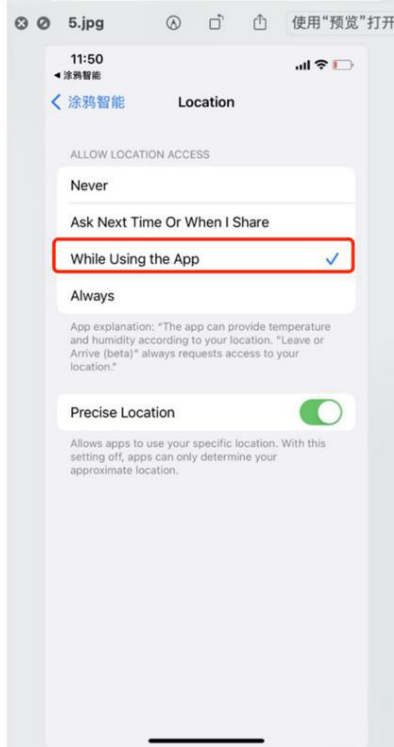 5.jpg
使用“预览”打开
11:50
◀ 涂鸦智能
涂鸦智能
Location
ALLOW LOCATION ACCESS
Never
Ask Next Time Or When I Share
While Using the App
Always
App explanation: "The app can provide temperature
and humidity according to your location. "Leave or
Arrive (beta)" always requests access to your
location."
Precise Location
Allows apps to use your specific location. With this
setting off, apps can only determine your
approximate location.